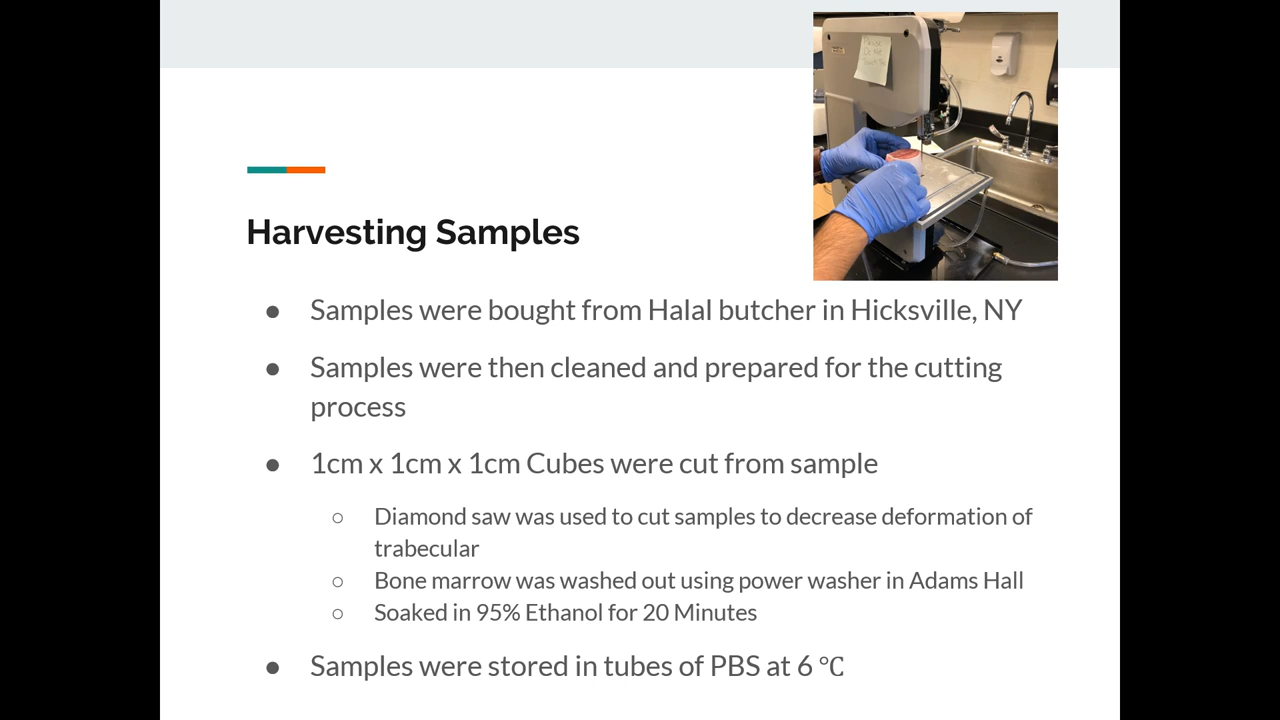 Please
Do Not
Harvesting Samples
● Samples were bought from Halal butcher in Hicksville, NY
● Samples were then cleaned and prepared for the cutting
process
● 1cm x 1cm x 1cm Cubes were cut from sample
○ Diamond saw was used to cut samples to decrease deformation of
trabecular
○ Bone marrow was washed out using power washer in Adams Hall
○ Soaked in 95% Ethanol for 20 Minutes
● Samples were stored in tubes of PBS at 6 ℃